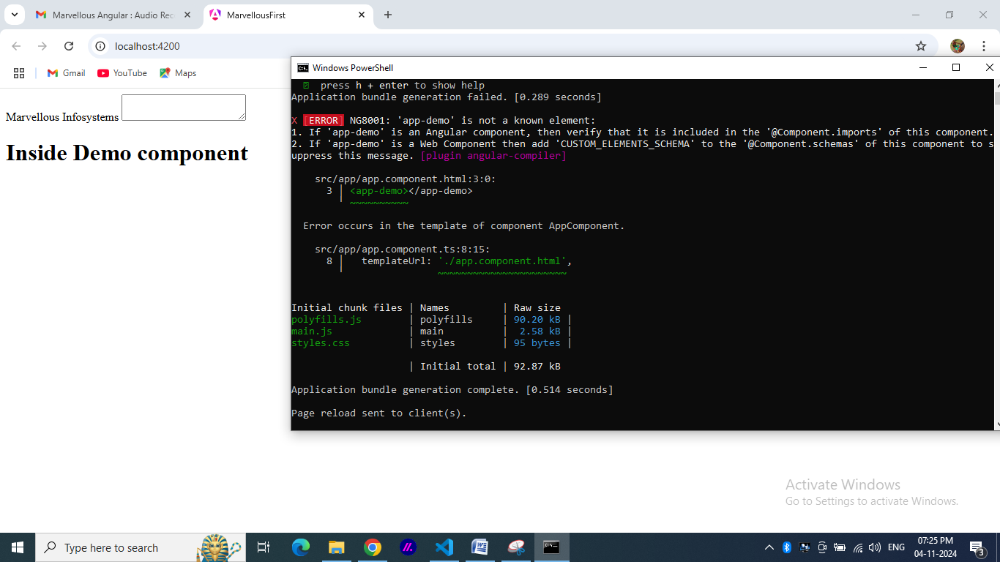 Marvellous Angular : Audio Rec
MarvellousFirst
localhost:4200
Gmail
YouTube
Maps
Marvellous Infosystems
Inside Demo component
Windows PowerShell
press h + enter to show help
Application bundle generation failed. [0.289 seconds]
X [ERROR] NG8001: 'app-demo' is not a known element:
1. If 'app-demo' is an Angular component, then verify that it is included in the '@Component.imports' of this component.
2. If 'app-demo' is a Web Component then add 'CUSTOM_ELEMENTS_SCHEMA' to the '@Component.schemas' of this component to s
uppress this message. [plugin angular-compiler]
src/app/app.component.html:3:0:
3 │ <app-demo></app-demo>
╵ ~~~~~~~~~~
Error occurs in the template of component AppComponent.
src/app/app.component.ts:8:15:
8 │   templateUrl: './app.component.html',
╵ ~~~~~~~~~~~~~~~~~~~~~~
Initial chunk files | Names | Raw size
polyfills.js | polyfills | 90.20 kB |
main.js | main | 2.58 kB |
styles.css | styles | 95 bytes |
| Initial total | 92.87 kB
Application bundle generation complete. [0.514 seconds]
Page reload sent to client(s).
Activate Windows
Go to Settings to activate Windows.
Type here to search
ENG
07:25 PM
04-11-2024
3